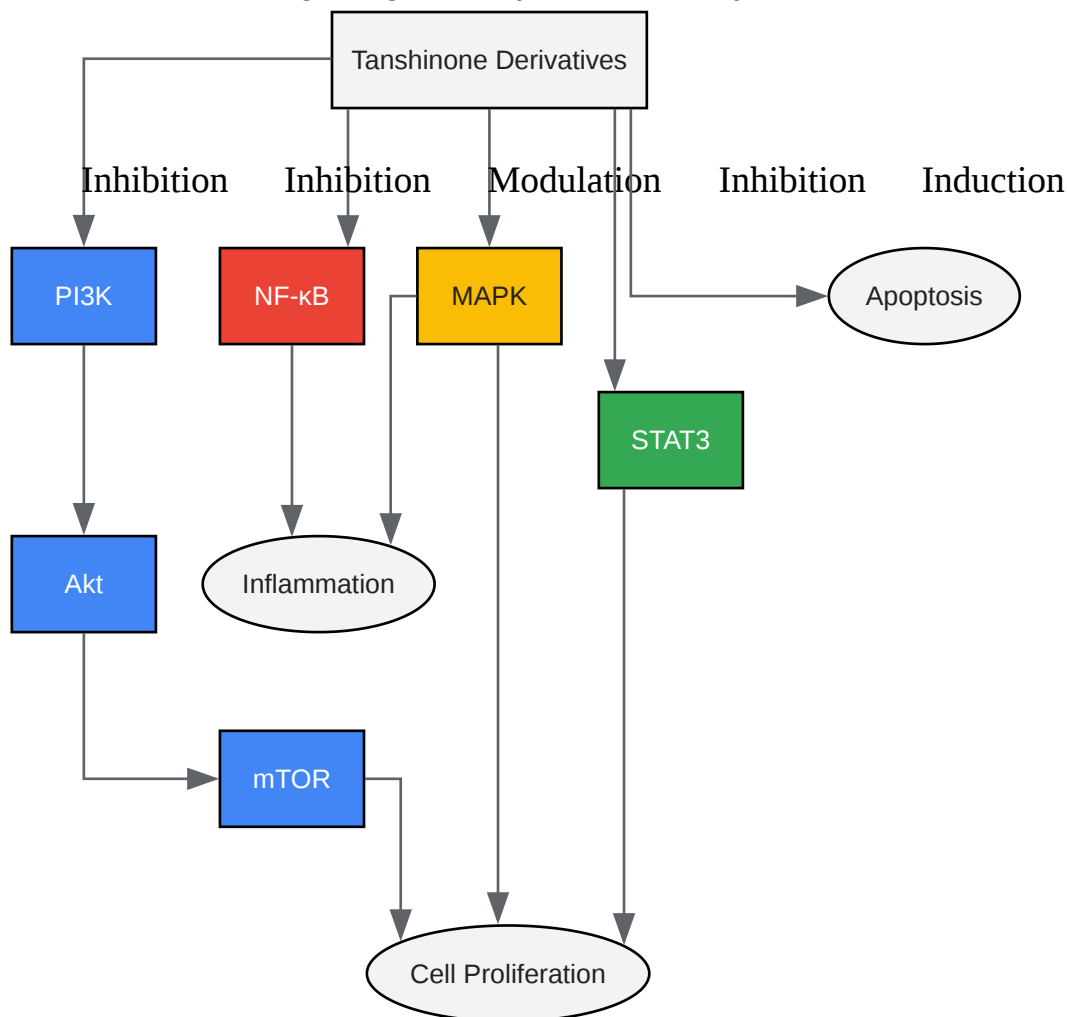 Tanshinone Derivatives
Inhibition Inhibition Modulation Inhibition Induction
PI3K NF-κB MAPK Apoptosis
STAT3
Akt Inflammation
mTOR
Cell Proliferation